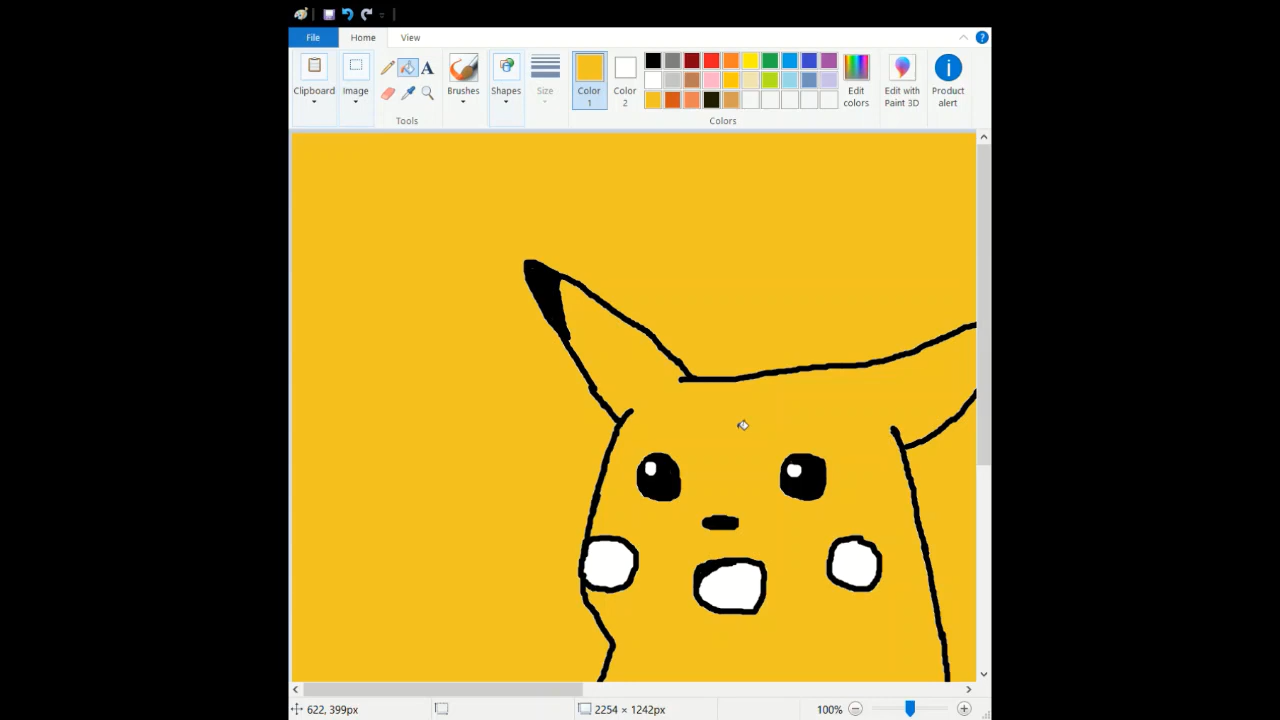 File Home View
Clipboard
Image
A
Tools
Brushes
Shapes
Size
Color
1
Color
2
Edit
colors
Colors
Edit with
Paint 3D
Product
alert
622, 399px
2254 × 1242px
100%